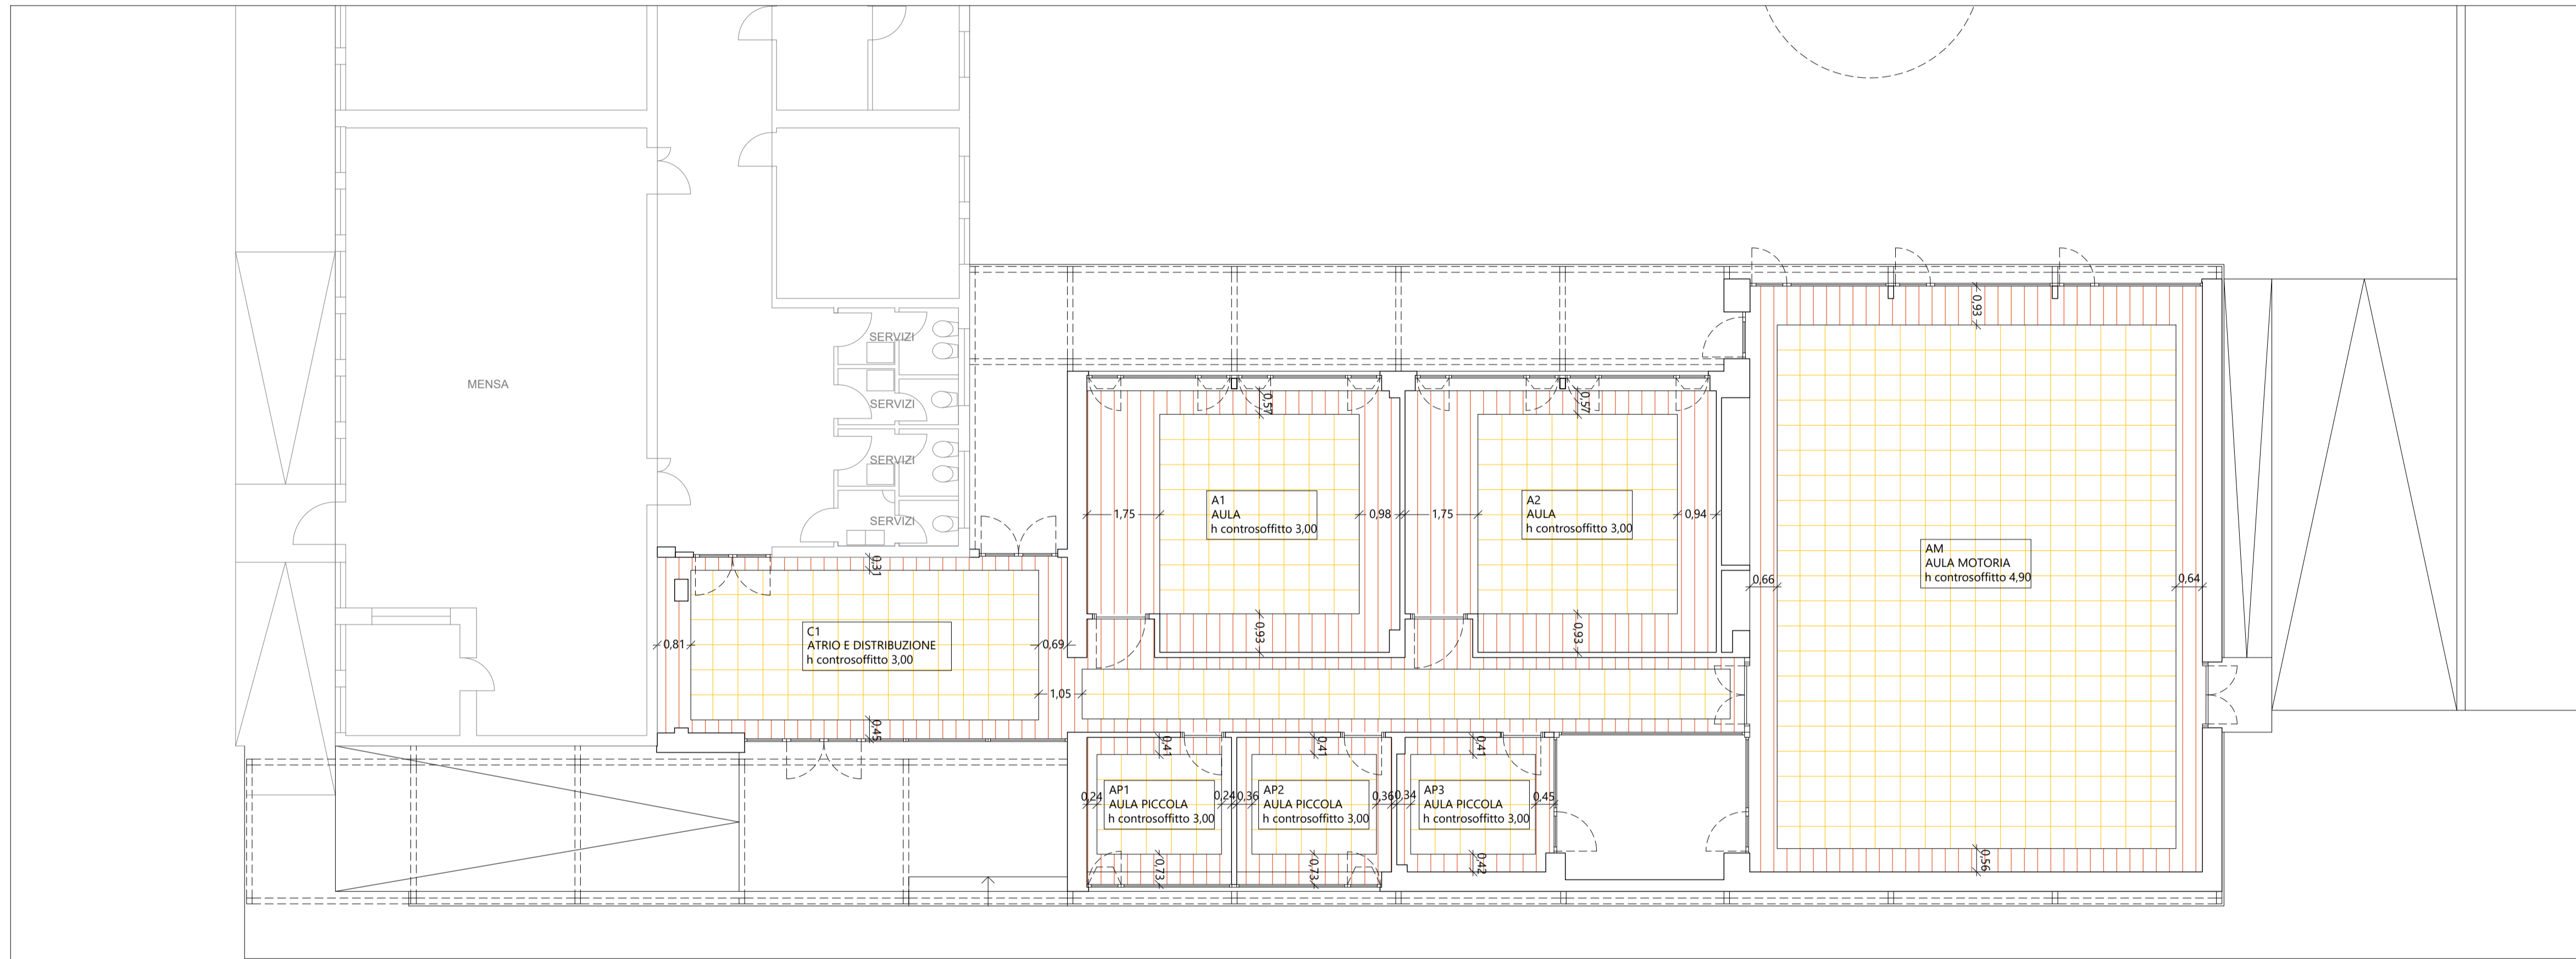 0,93
SERVIZI
MENSA
SERVIZI
0,57
0,57
SERVIZI
A1
AULA
h controsoffitto 3,00
A2
AULA
h controsoffitto 3,00
1,75
0,98
1,75
0,94
SERVIZI
AM
AULA MOTORIA
h controsoffitto 4,90
0,31
0,66
0,64
C1
ATRIO E DISTRIBUZIONE
h controsoffitto 3,00
0,93
0,93
0,81
0,69
1,05
0,45
0,41
0,41
0,41
AP1
AULA PICCOLA
h controsoffitto 3,00
AP2
AULA PICCOLA
h controsoffitto 3,00
AP3
AULA PICCOLA
h controsoffitto 3,00
0,24
0,24
0,36
0,36
0,34
0,45
0,73
0,73
0,42
0,56